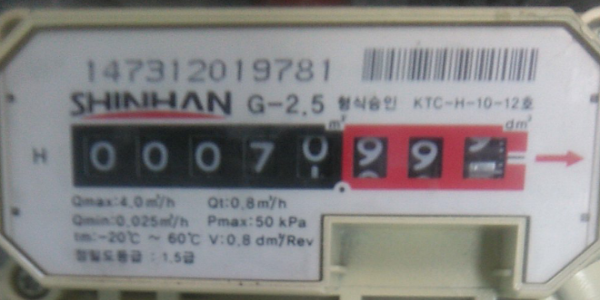 147312019781
SHINHAN G-2.5 형식승인 KTC-H-10-12호
m³ dm³
H 0 0 0 7 0 9 9
Qmax:4.0㎥/h Qt:0.8㎥/h
Qmin:0.025㎥/h Pmax:50 kPa
tm:-20℃ ~ 60℃ V:0.8 dm³/Rev
정밀도등급 : 1.5급